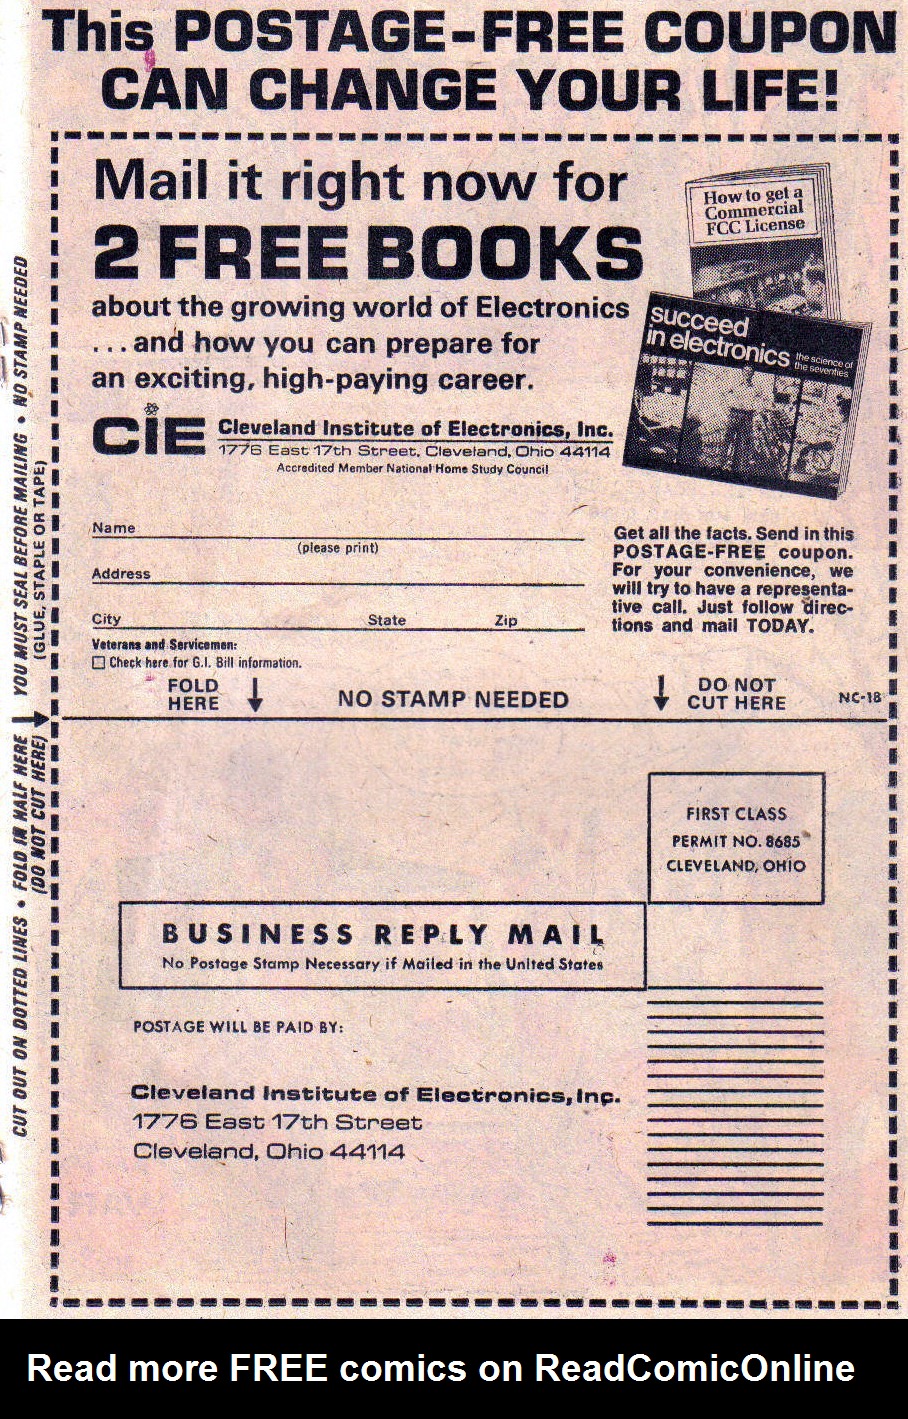 This POSTAGE-FREE COUPON
CAN CHANGE YOUR LIFE!
Mail it right now for
2 FREE BOOKS
about the growing world of Electronics
...and how you can prepare for
an exciting, high-paying career.
How to get a
Commercial
FCC License
succeed
in electronics
the science of
the seventies
CIE
Cleveland Institute of Electronics, Inc.
1776 East 17th Street, Cleveland, Ohio 44114
Accredited Member National Home Study Council
Name
(please print)
Address
City State Zip
Veterans and Servicemen:
Check here for G.I. Bill information.
Get all the facts. Send in this
POSTAGE-FREE coupon.
For your convenience, we
will try to have a representa-
tive call. Just follow direc-
tions and mail TODAY.
FOLD
HERE
NO STAMP NEEDED
DO NOT
CUT HERE
NC-18
CUT OUT ON DOTTED LINES • FOLD IN HALF HERE YOU MUST SEAL BEFORE MAILING • NO STAMP NEEDED
(DO NOT CUT HERE) (GLUE, STAPLE OR TAPE)
FIRST CLASS
PERMIT NO. 8685
CLEVELAND, OHIO
BUSINESS REPLY MAIL
No Postage Stamp Necessary if Mailed in the United States
POSTAGE WILL BE PAID BY:
Cleveland Institute of Electronics, Inc.
1776 East 17th Street
Cleveland, Ohio 44114
Read more FREE comics on ReadComicOnline